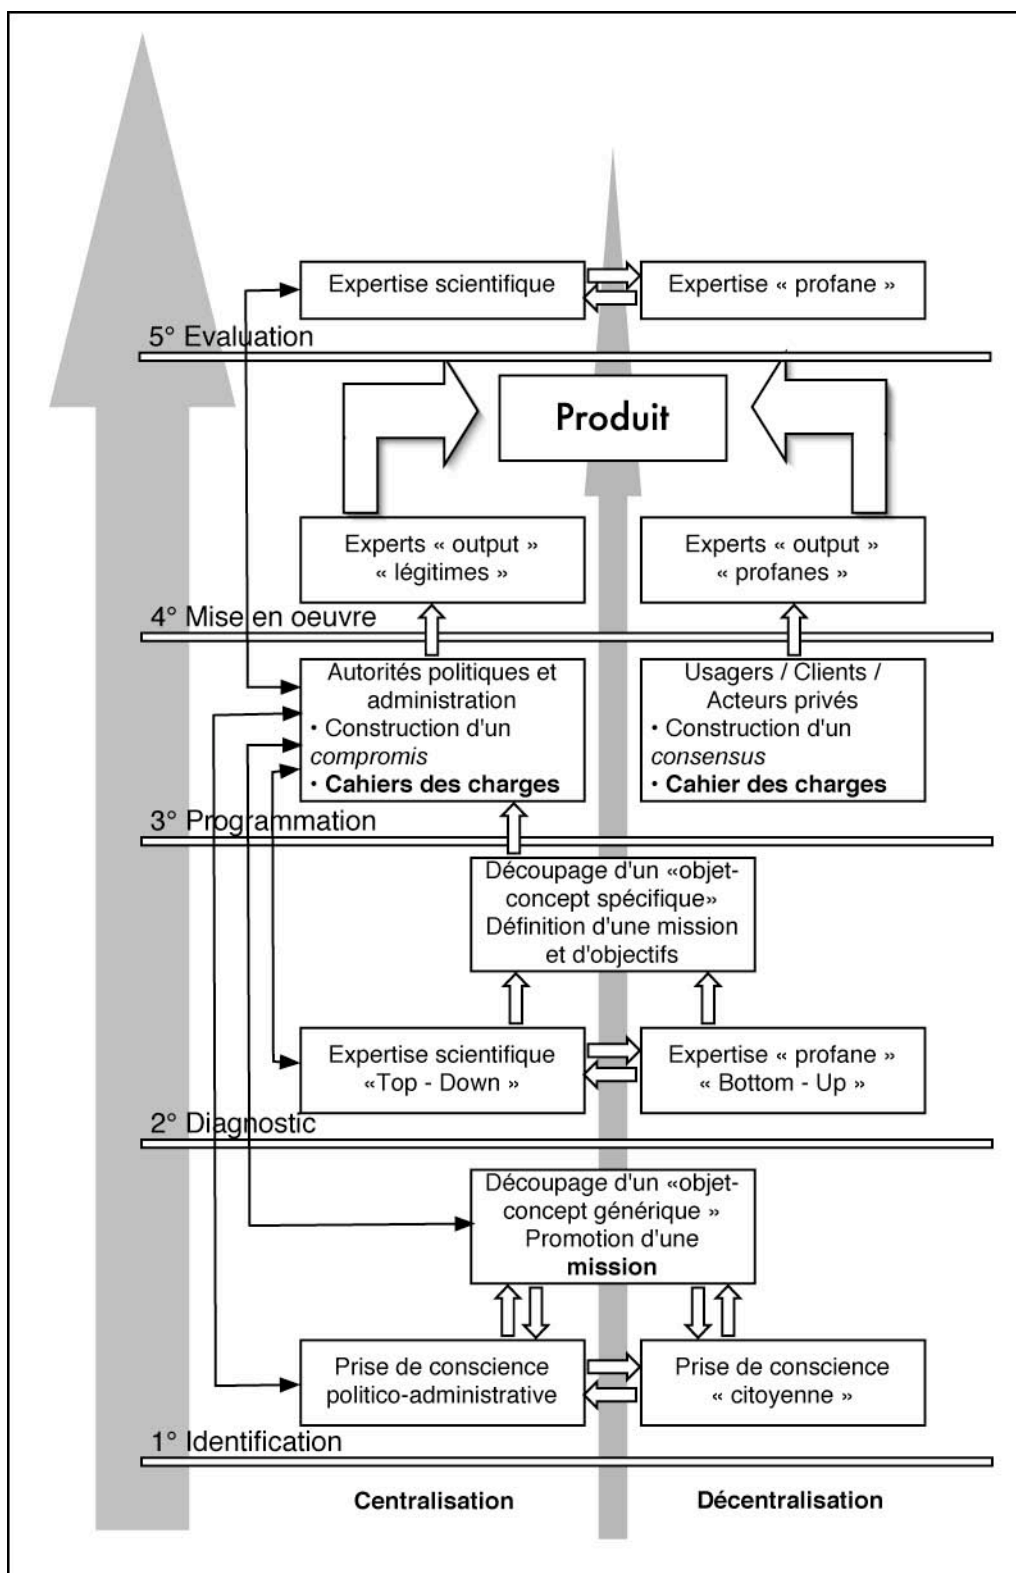 Expertise scientifique
Expertise « profane »
5° Evaluation
Produit
Experts « output »
« légitimes »
Experts « output »
« profanes »
4° Mise en oeuvre
Autorités politiques et
administration
• Construction d'un
compromis
• Cahiers des charges
Usagers / Clients /
Acteurs privés
• Construction d'un
consensus
• Cahier des charges
3° Programmation
Découpage d'un «objet-
concept spécifique»
Définition d'une mission
et d'objectifs
Expertise scientifique
«Top - Down »
Expertise « profane »
« Bottom - Up »
2° Diagnostic
Découpage d'un «objet-
concept générique »
Promotion d'une
mission
Prise de conscience
politico-administrative
Prise de conscience
« citoyenne »
1° Identification
Centralisation
Décentralisation